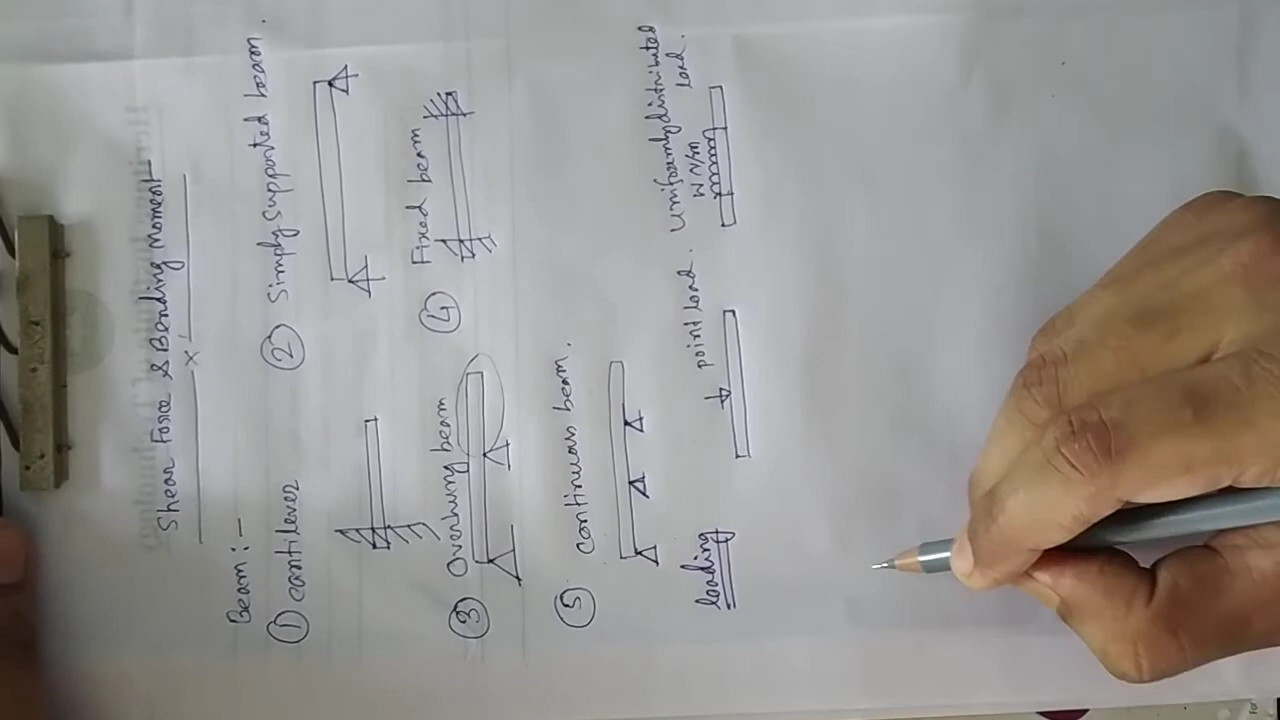 Shear Force & Bending Moment
x
Beam :-
① cantilever ② Simply supported beam.
③ Overhung beam ④ Fixed beam
⑤ continuous beam.
loading point load. Uniformly distributed load.
W N/m